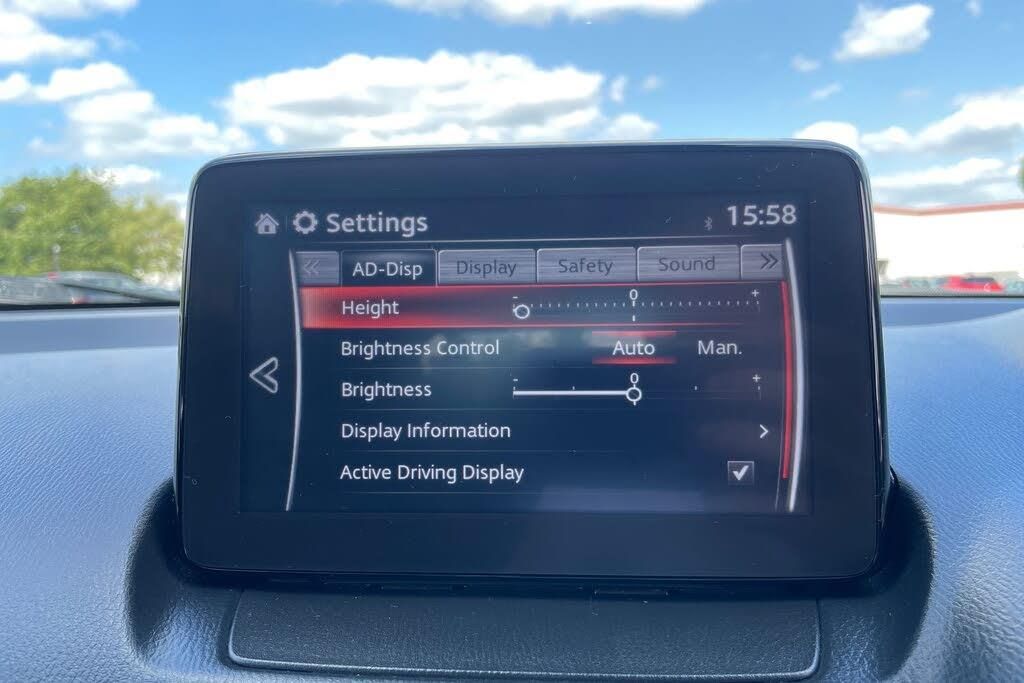 Settings 15:58
AD-Disp Display Safety Sound
Height - 0 +
Brightness Control Auto Man.
Brightness - 0 +
Display Information
Active Driving Display